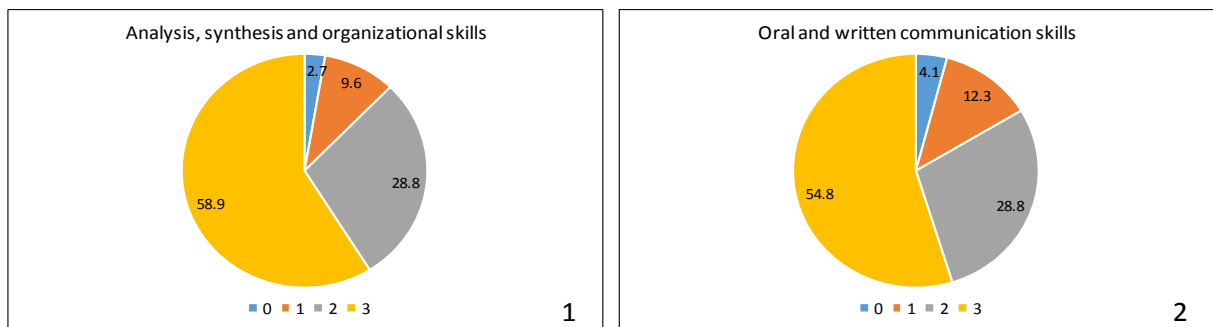 Analysis, synthesis and organizational skills
2.7
9.6
28.8
58.9
0 1 2 3
1
Oral and written communication skills
4.1
12.3
28.8
54.8
0 1 2 3
2